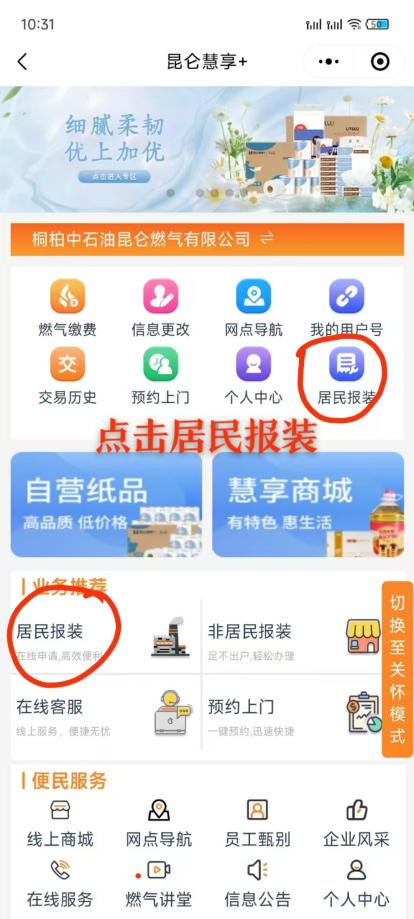 10:31
50
昆仑慧享+
细腻柔韧
优上加优
点击进入专区
桐柏中石油昆仑燃气有限公司
燃气缴费 信息更改 网点导航 我的用户号
交易历史 预约上门 个人中心 居民报装
点击居民报装
自营纸品 慧享商城
高品质 低价格 有特色 惠生活
业务推荐
居民报装 非居民报装
在线申请,高效便利 足不出户,轻松办理
在线客服 预约上门
线上服务，便捷无忧 一键预约,迅速快捷
切换至关怀模式
便民服务
线上商城 网点导航 员工甄别 企业风采
在线服务 燃气讲堂 信息公告 个人中心